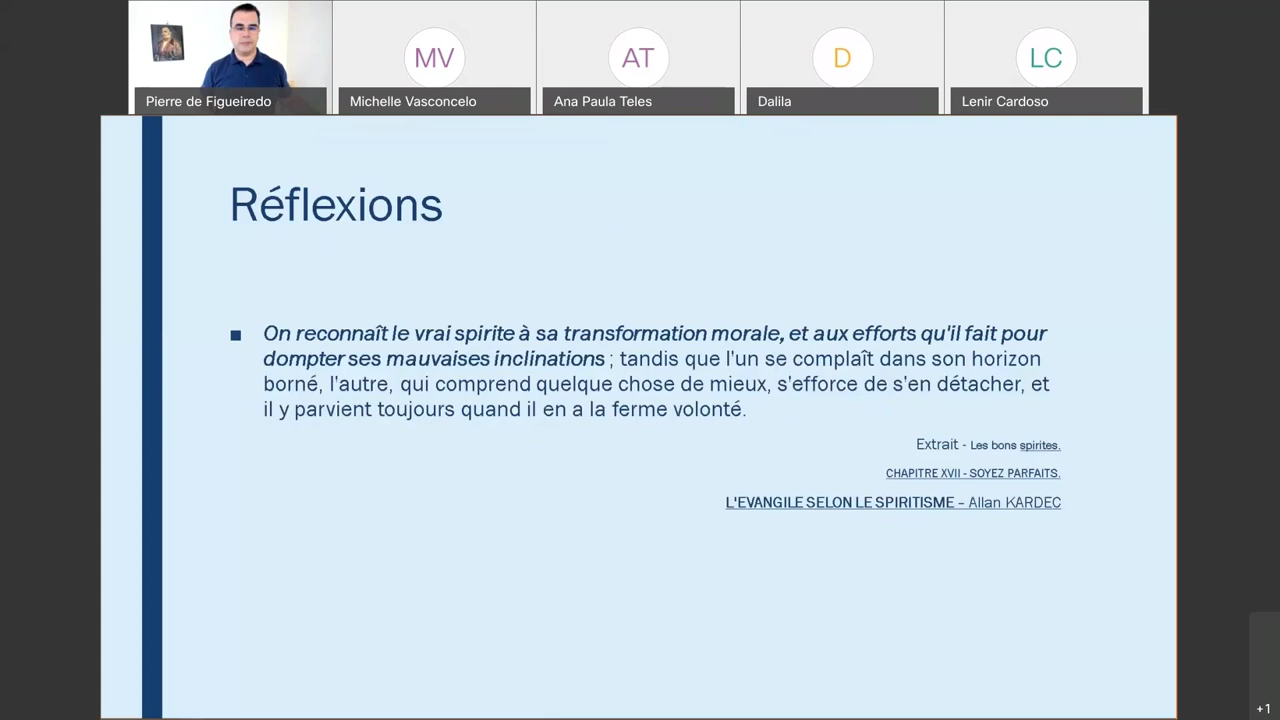 MV
AT
D
LC
Pierre de Figueiredo
Michelle Vasconcelo
Ana Paula Teles
Dalila
Lenir Cardoso
Réflexions
■ On reconnaît le vrai spirite à sa transformation morale, et aux efforts qu'il fait pour
dompter ses mauvaises inclinations ; tandis que l'un se complaît dans son horizon
borné, l'autre, qui comprend quelque chose de mieux, s'efforce de s'en détacher, et
il y parvient toujours quand il en a la ferme volonté.
Extrait - Les bons spirites.
CHAPITRE XVII - SOYEZ PARFAITS.
L'EVANGILE SELON LE SPIRITISME – Allan KARDEC
+1